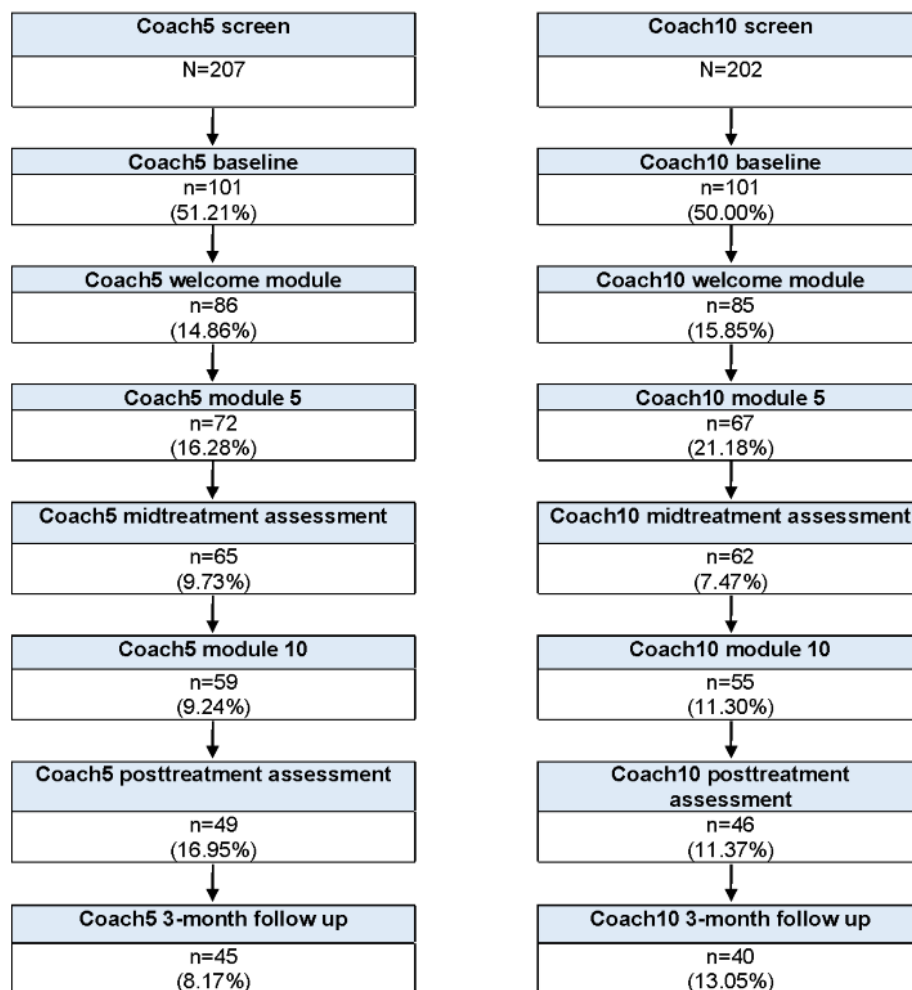 Coach5 screen
N=207
Coach5 baseline
n=101
(51.21%)
Coach5 welcome module
n=86
(14.86%)
Coach5 module 5
n=72
(16.28%)
Coach5 midtreatment assessment
n=65
(9.73%)
Coach5 module 10
n=59
(9.24%)
Coach5 posttreatment assessment
n=49
(16.95%)
Coach5 3-month follow up
n=45
(8.17%)
Coach10 screen
N=202
Coach10 baseline
n=101
(50.00%)
Coach10 welcome module
n=85
(15.85%)
Coach10 module 5
n=67
(21.18%)
Coach10 midtreatment assessment
n=62
(7.47%)
Coach10 module 10
n=55
(11.30%)
Coach10 posttreatment
assessment
n=46
(11.37%)
Coach10 3-month follow up
n=40
(13.05%)